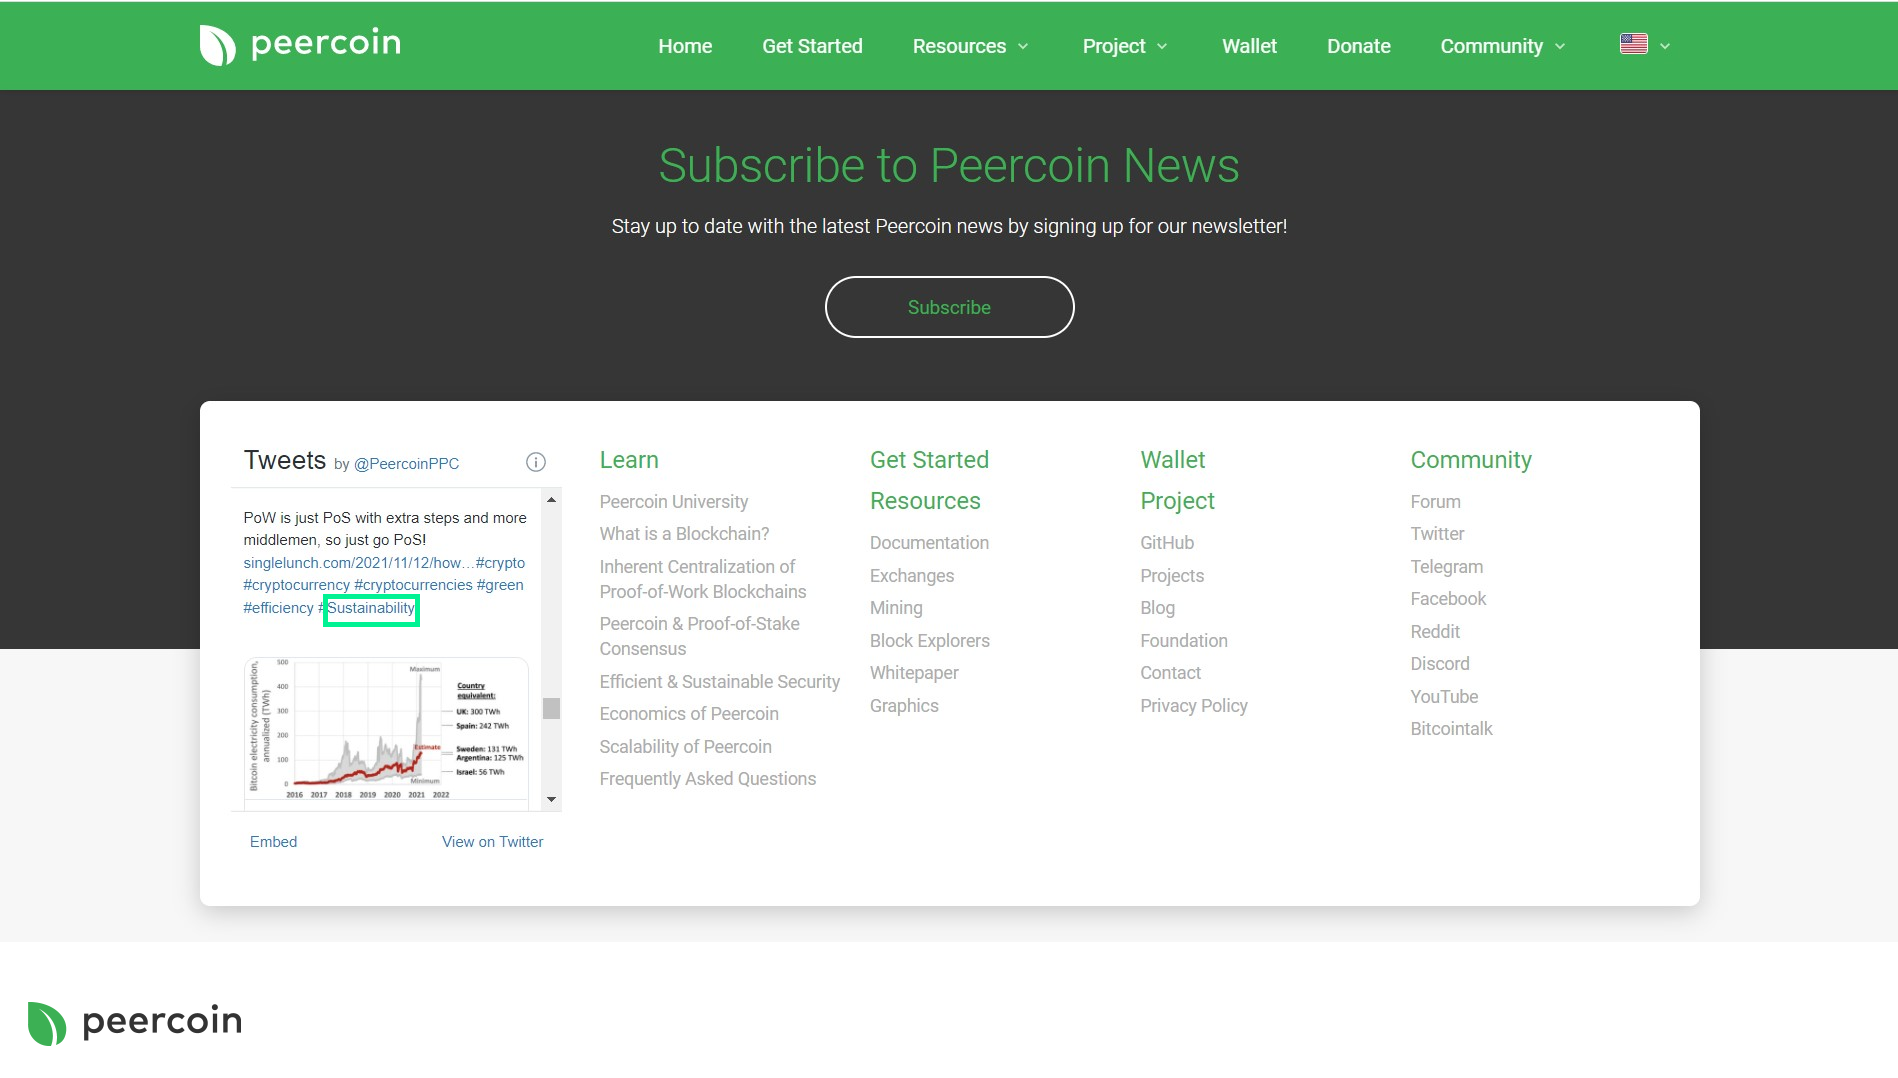 peercoin
Home
Get Started
Resources
Project
Wallet
Donate
Community
Subscribe to Peercoin News
Stay up to date with the latest Peercoin news by signing up for our newsletter!
Subscribe
Tweets by @PeercoinPPC
PoW is just PoS with extra steps and more
middlemen, so just go PoS!
singlelunch.com/2021/11/12/how…#crypto
#cryptocurrency #cryptocurrencies #green
#efficiency #Sustainability
Bitcoin electricity consumption,
annualized (TWh)
500
400
300
200
100
0
2016 2017 2018 2019 2020 2021 2022
Maximum
Estimate
Minimum
Country
equivalent:
UK: 300 TWh
Spain: 242 TWh
Sweden: 131 TWh
Argentina: 125 TWh
Israel: 56 TWh
Embed
View on Twitter
Learn
Peercoin University
What is a Blockchain?
Inherent Centralization of
Proof-of-Work Blockchains
Peercoin & Proof-of-Stake
Consensus
Efficient & Sustainable Security
Economics of Peercoin
Scalability of Peercoin
Frequently Asked Questions
Get Started
Resources
Documentation
Exchanges
Mining
Block Explorers
Whitepaper
Graphics
Wallet
Project
GitHub
Projects
Blog
Foundation
Contact
Privacy Policy
Community
Forum
Twitter
Telegram
Facebook
Reddit
Discord
YouTube
Bitcointalk
peercoin